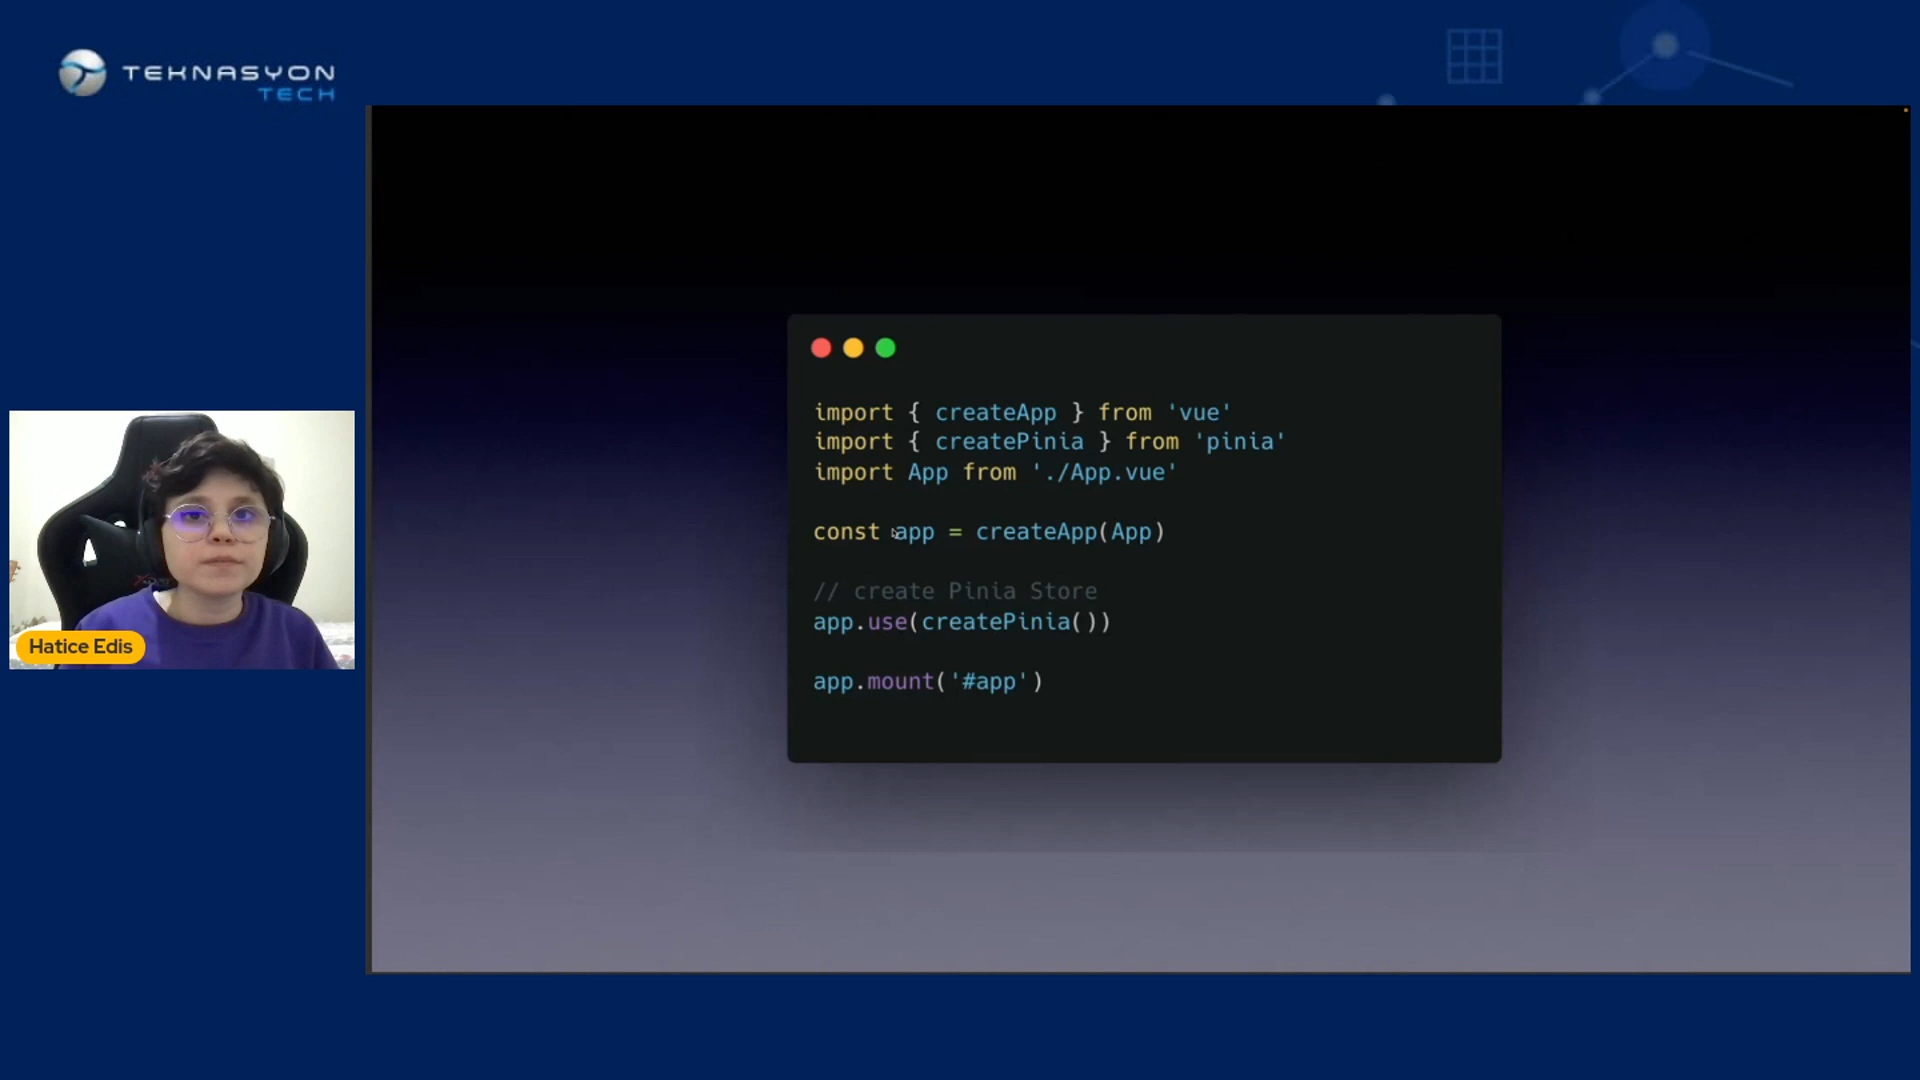 TEKNASYON
TECH
import { createApp } from 'vue'
import { createPinia } from 'pinia'
import App from './App.vue'
const app = createApp(App)
// create Pinia Store
app.use(createPinia())
app.mount('#app')
Hatice Edis